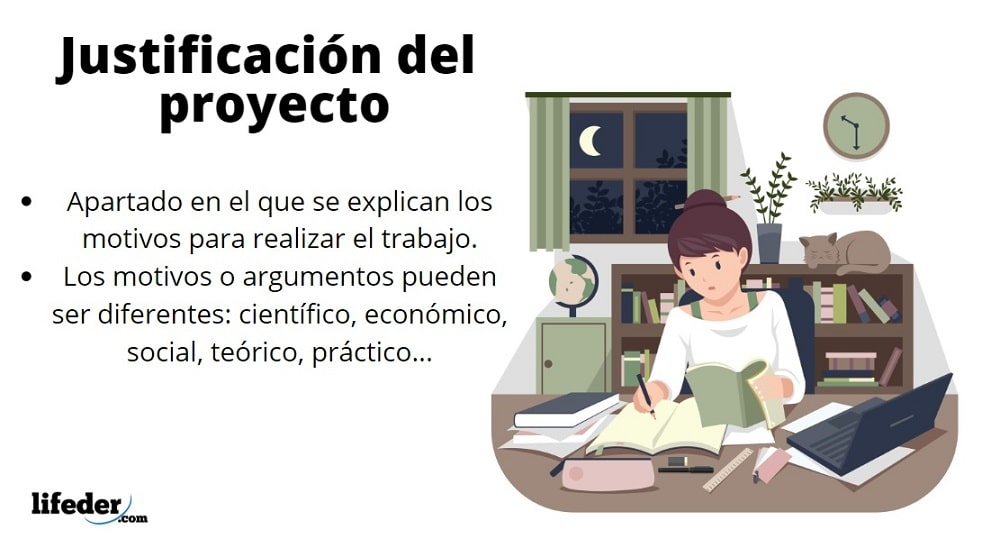 Justificación del
proyecto
• Apartado en el que se explican los
motivos para realizar el trabajo.
• Los motivos o argumentos pueden
ser diferentes: científico, económico,
social, teórico, práctico...
lifeder.com